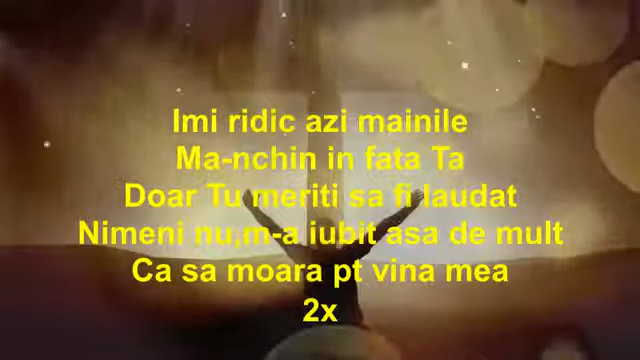 Imi ridic azi mainile
Ma-nchin in fata Ta
Doar Tu meriti sa fi laudat
Nimeni nu,m-a iubit asa de mult
Ca sa moara pt vina mea
2x